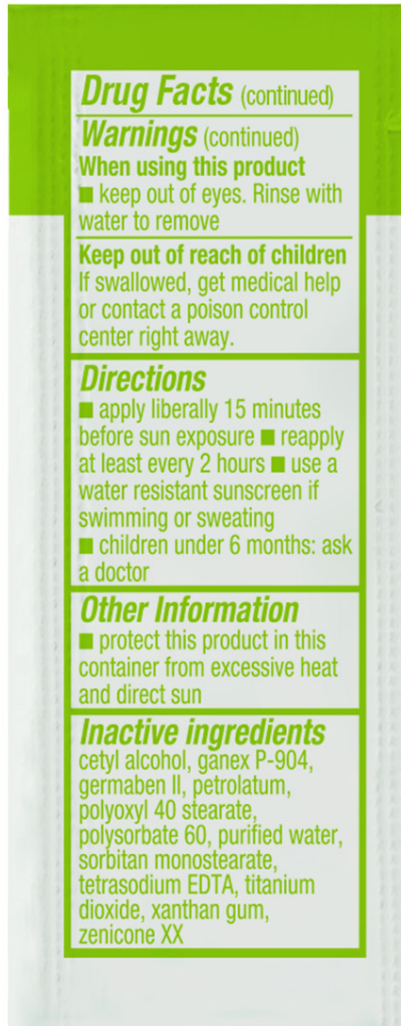 Drug Facts (continued)
Warnings (continued)
When using this product
■ keep out of eyes. Rinse with
water to remove
Keep out of reach of children
If swallowed, get medical help
or contact a poison control
center right away.
Directions
■ apply liberally 15 minutes
before sun exposure ■ reapply
at least every 2 hours ■ use a
water resistant sunscreen if
swimming or sweating
■ children under 6 months: ask
a doctor
Other Information
■ protect this product in this
container from excessive heat
and direct sun
Inactive ingredients
cetyl alcohol, ganex P-904,
germaben II, petrolatum,
polyoxyl 40 stearate,
polysorbate 60, purified water,
sorbitan monostearate,
tetrasodium EDTA, titanium
dioxide, xanthan gum,
zenicone XX